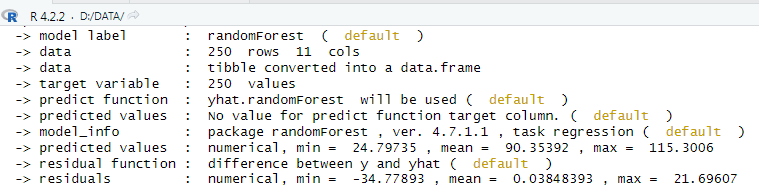 R 4.2.2 · D:/DATA/
-> model label : randomForest ( default )
-> data : 250 rows 11 cols
-> data : tibble converted into a data.frame
-> target variable : 250 values
-> predict function : yhat.randomForest will be used ( default )
-> predicted values : No value for predict function target column. ( default )
-> model_info : package randomForest , ver. 4.7.1.1 , task regression ( default )
-> predicted values : numerical, min = 24.79735 , mean = 90.35392 , max = 115.3006
-> residual function : difference between y and yhat ( default )
-> residuals : numerical, min = -34.77893 , mean = 0.03848393 , max = 21.69607